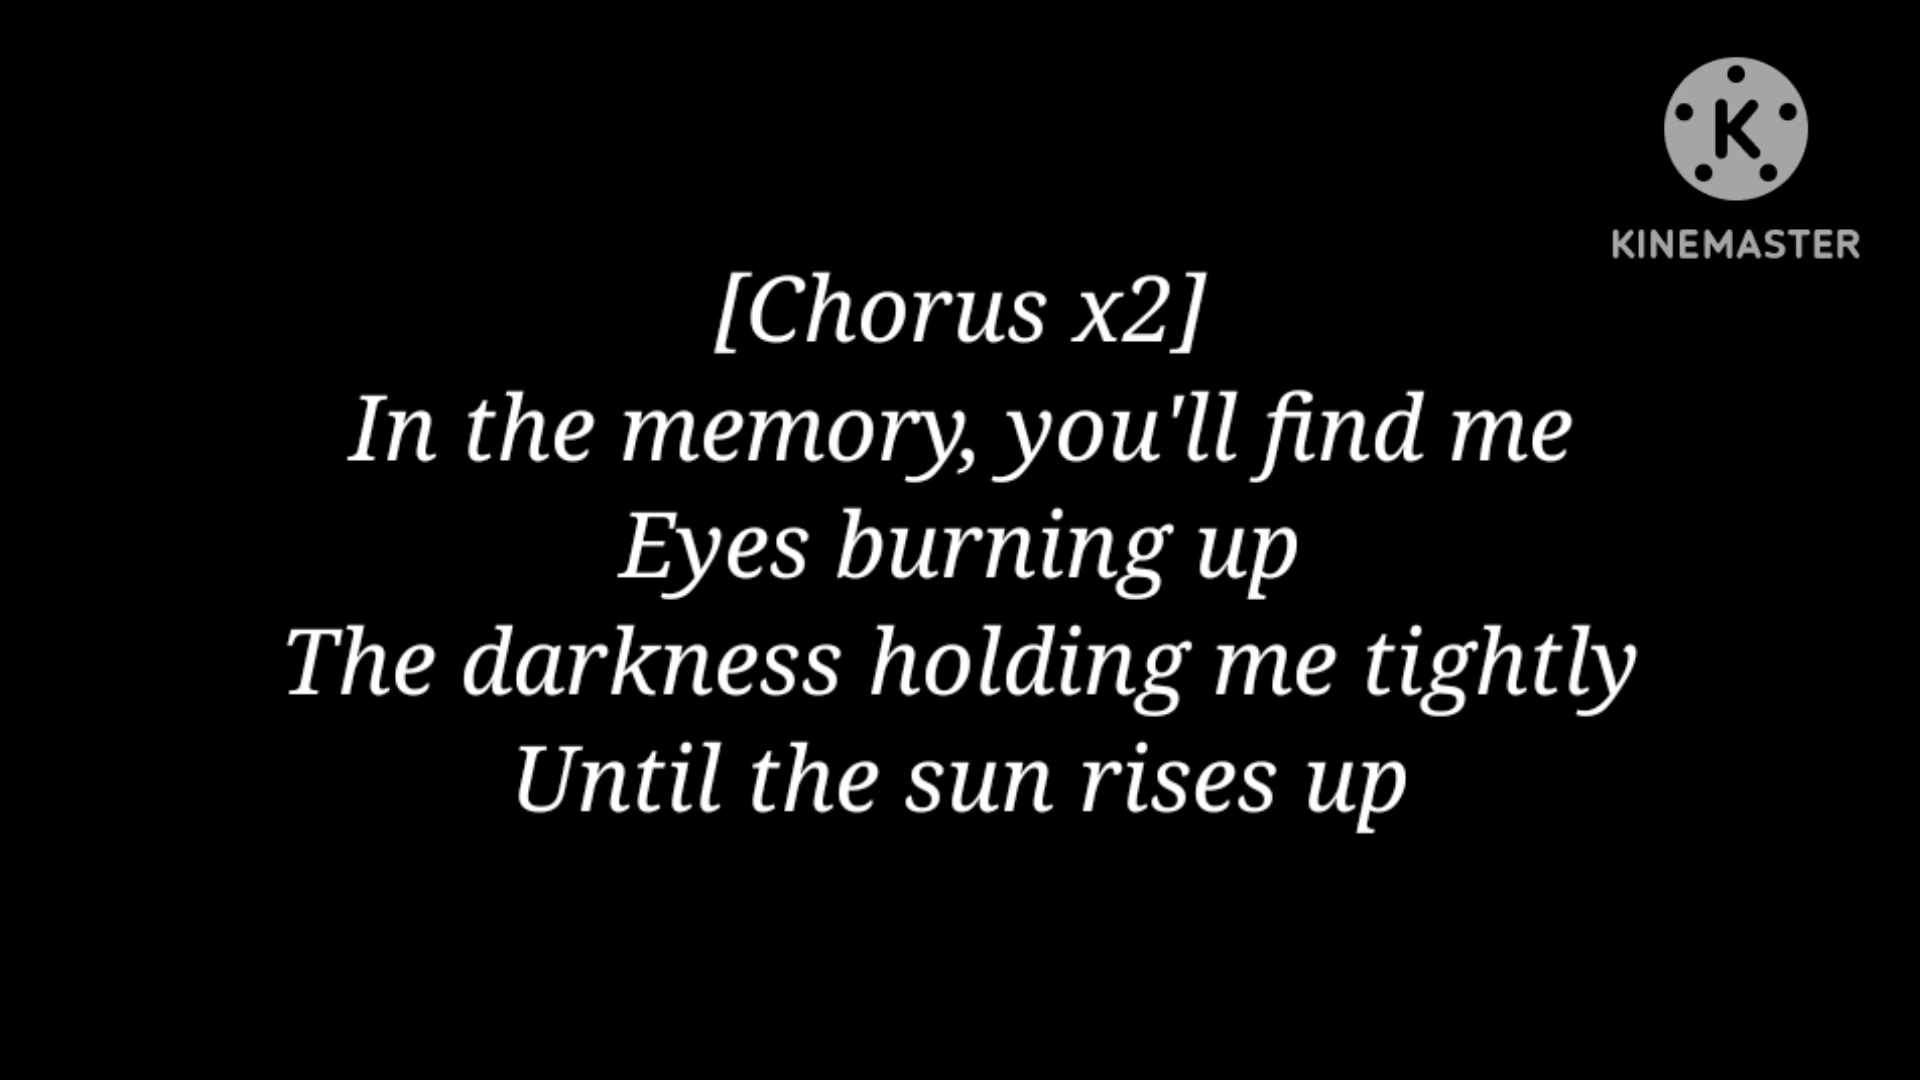 K
KINEMASTER
[Chorus x2]
In the memory, you'll find me
Eyes burning up
The darkness holding me tightly
Until the sun rises up